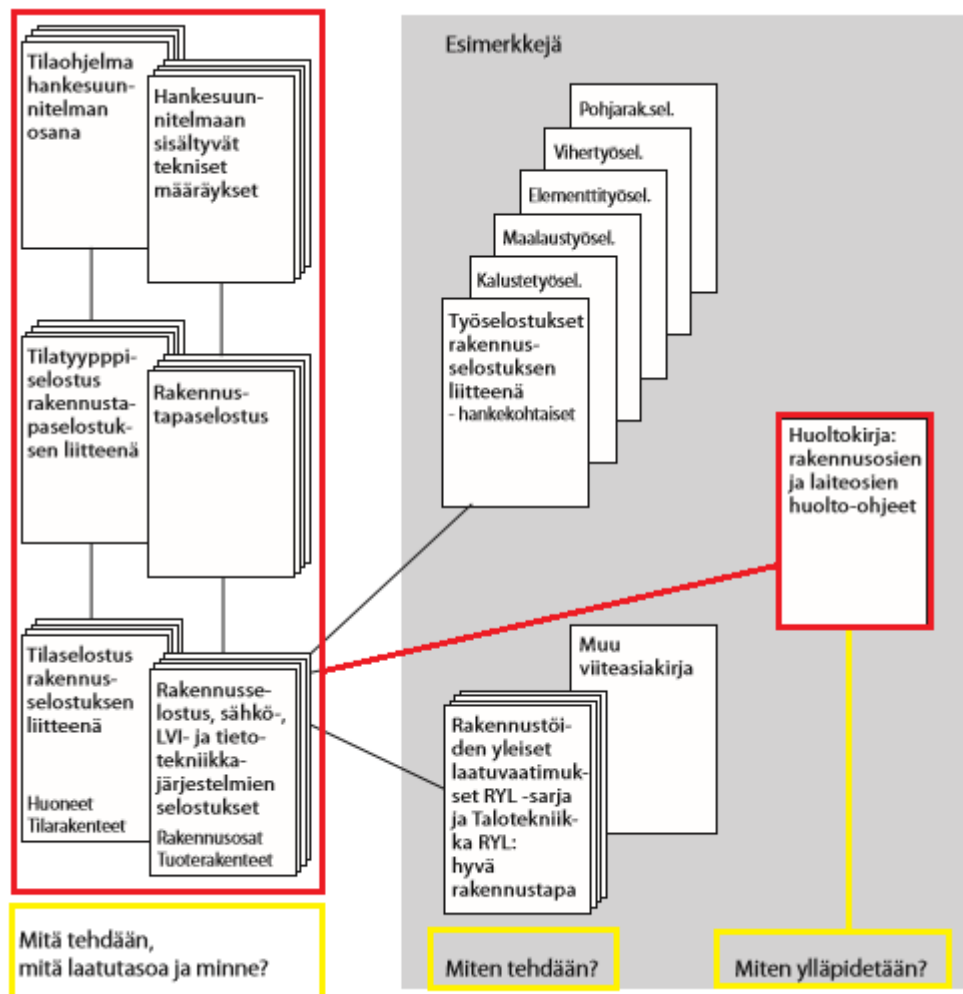 Tilaohjelma
hankesuun-
nitelman
osana
Hankesuun-
nitelmaan
sisältyvät
tekniset
määräykset
Tilatyypppi-
selostus
rakennusta-
paselostuk-
sen liitteenä
Rakennus-
tapaselostus
Tilaselostus
rakennus-
selostuksen
liitteenä
Huoneet
Tilarakenteet
Rakennusse-
lostus, sähkö-,
LVI- ja tieto-
tekniikka-
järjestelmien
selostukset
Rakennusosat
Tuoterakenteet
Mitä tehdään,
mitä laatutasoa ja minne?
Esimerkkejä
Pohjarak.sel.
Vihertyösel.
Elementtityösel.
Maalaustyösel.
Kalustetyösel.
Työselostukset
rakennus-
selostuksen
liitteenä
- hankekohtaiset
Muu
viiteasiakirja
Rakennustöi-
den yleiset
laatuvaatimuk-
set RYL -sarja
ja Talotekniik-
ka RYL:
hyvä
rakennustapa
Miten tehdään?
Huoltokirja:
rakennusosien
ja laiteosien
huolto-ohjeet
Miten ylläpidetään?